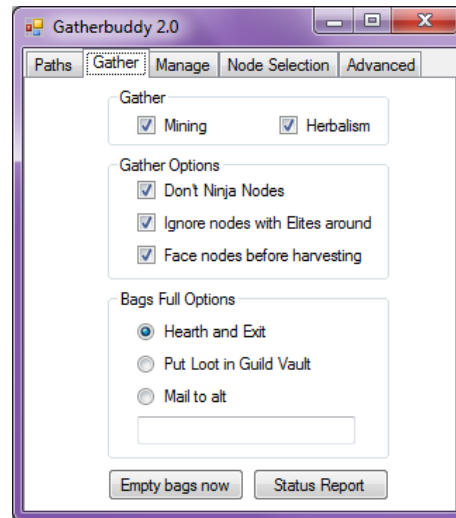 Gatherbuddy 2.0
Paths Gather Manage Node Selection Advanced
Gather
Mining Herbalism
Gather Options
Don't Ninja Nodes
Ignore nodes with Elites around
Face nodes before harvesting
Bags Full Options
Hearth and Exit
Put Loot in Guild Vault
Mail to alt
Empty bags now Status Report